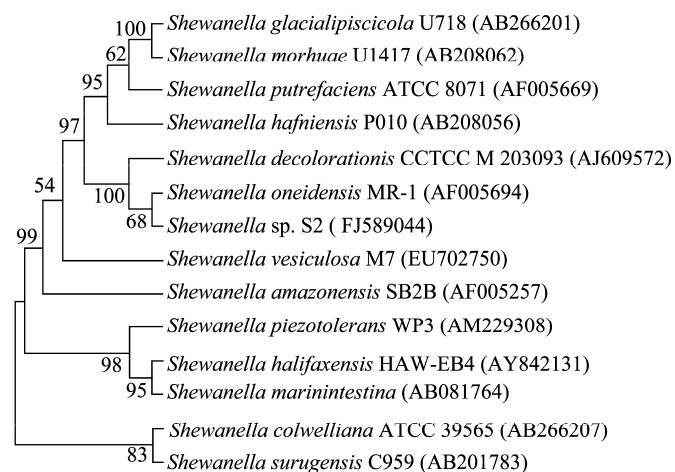 100
Shewanella glacialipiscicola U718 (AB266201)
62
Shewanella morhuae U1417 (AB208062)
95
Shewanella putrefaciens ATCC 8071 (AF005669)
97
Shewanella hafniensis P010 (AB208056)
Shewanella decolorationis CCTCC M 203093 (AJ609572)
54
100
Shewanella oneidensis MR-1 (AF005694)
68
Shewanella sp. S2 ( FJ589044)
99
Shewanella vesiculosa M7 (EU702750)
Shewanella amazonensis SB2B (AF005257)
Shewanella piezotolerans WP3 (AM229308)
98
Shewanella halifaxensis HAW-EB4 (AY842131)
95
Shewanella marinintestina (AB081764)
Shewanella colwelliana ATCC 39565 (AB266207)
83
Shewanella surugensis C959 (AB201783)